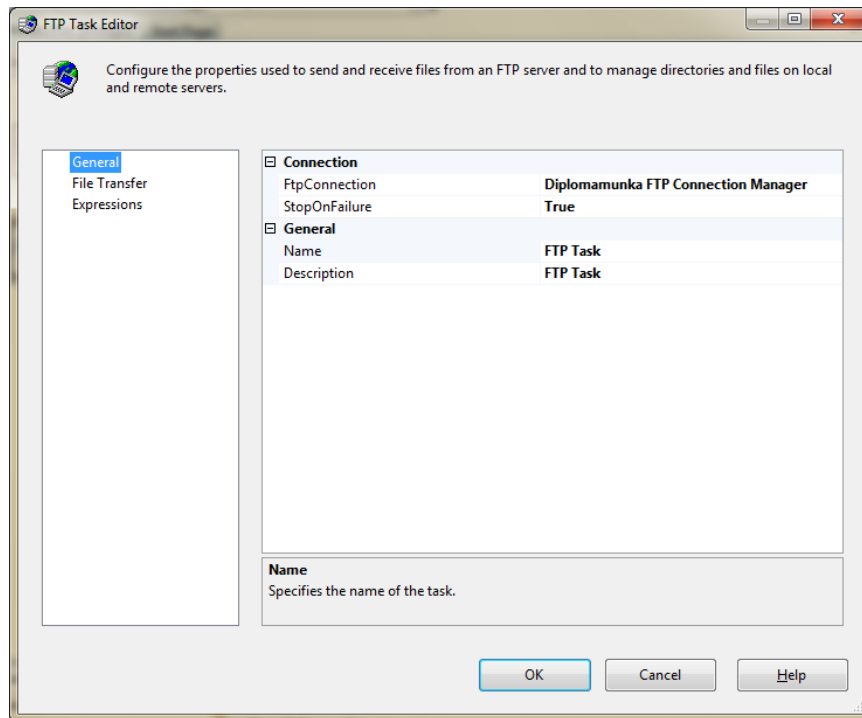 FTP Task Editor
Configure the properties used to send and receive files from an FTP server and to manage directories and files on local
and remote servers.
General
File Transfer
Expressions
Connection
FtpConnection Diplomamunka FTP Connection Manager
StopOnFailure True
General
Name FTP Task
Description FTP Task
Name
Specifies the name of the task.
OK Cancel Help